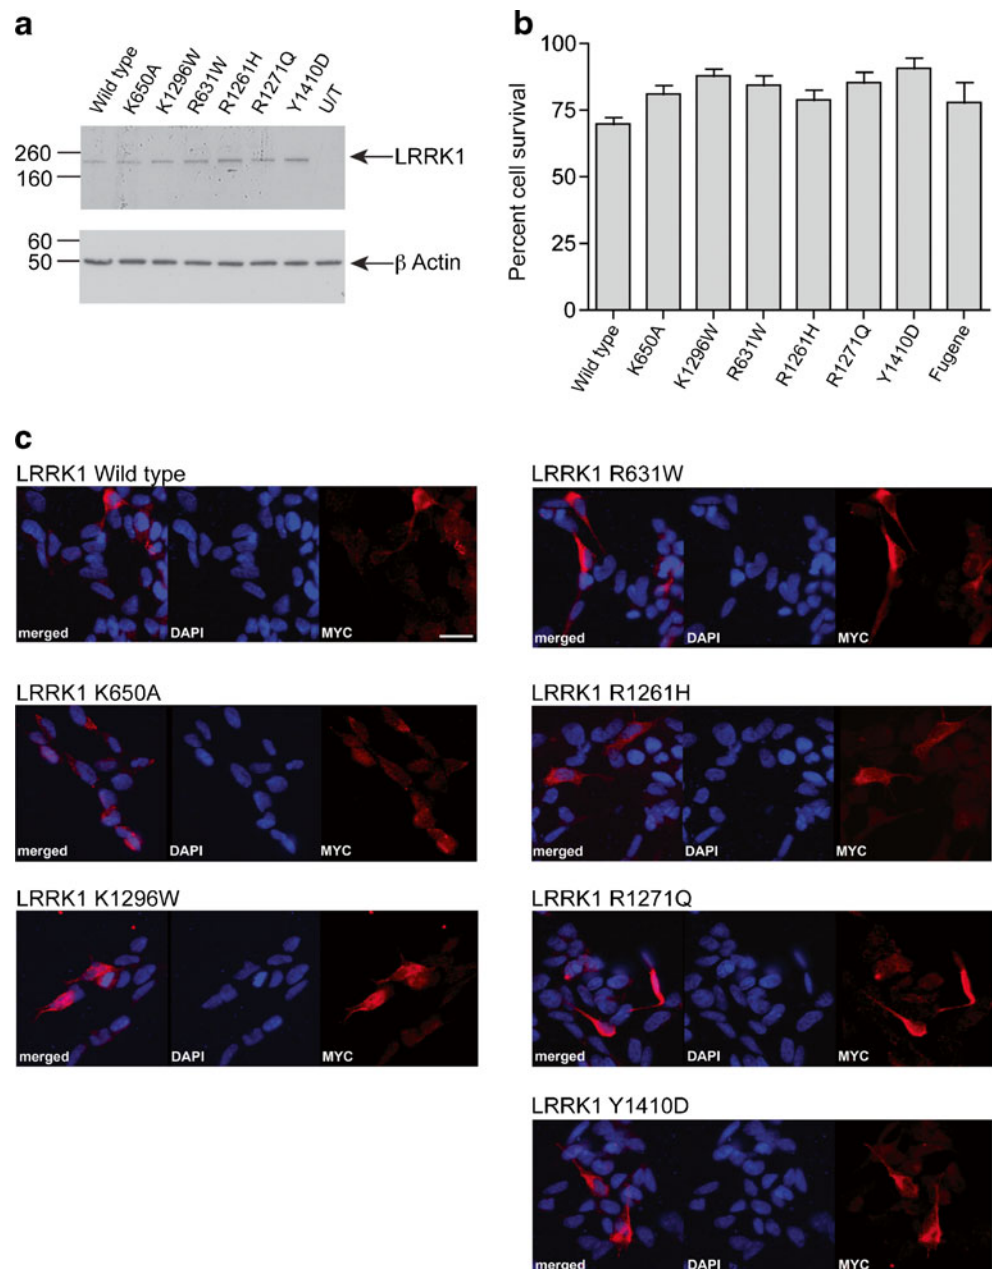 a
Wild type
K650A
K1296W
R631W
R1261H
R1271Q
Y1410D
U/T
260
160
LRRK1
60
50
β Actin
b
Percent cell survival
100
75
50
25
0
Wild type
K650A
K1296W
R631W
R1261H
R1271Q
Y1410D
Fugene
c
LRRK1 Wild type
merged DAPI MYC
LRRK1 R631W
merged DAPI MYC
LRRK1 K650A
merged DAPI MYC
LRRK1 R1261H
merged DAPI MYC
LRRK1 K1296W
merged DAPI MYC
LRRK1 R1271Q
merged DAPI MYC
LRRK1 Y1410D
merged DAPI MYC